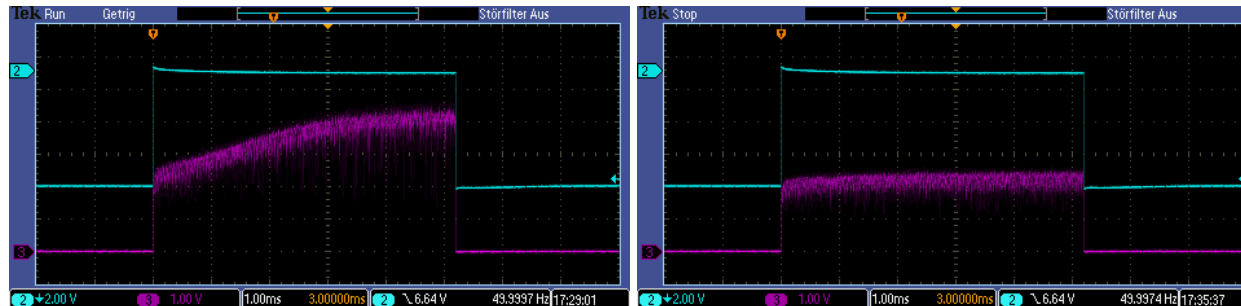 Tek Run Getrig Störfilter Aus
T
2
3
2 2.00 V 3 1.00 V 1.00ms 3.00000ms 2 6.64 V 49.9997 Hz 17:29:01
Tek Stop Störfilter Aus
T
2
3
2 2.00 V 3 1.00 V 1.00ms 3.00000ms 2 6.64 V 49.9974 Hz 17:35:37